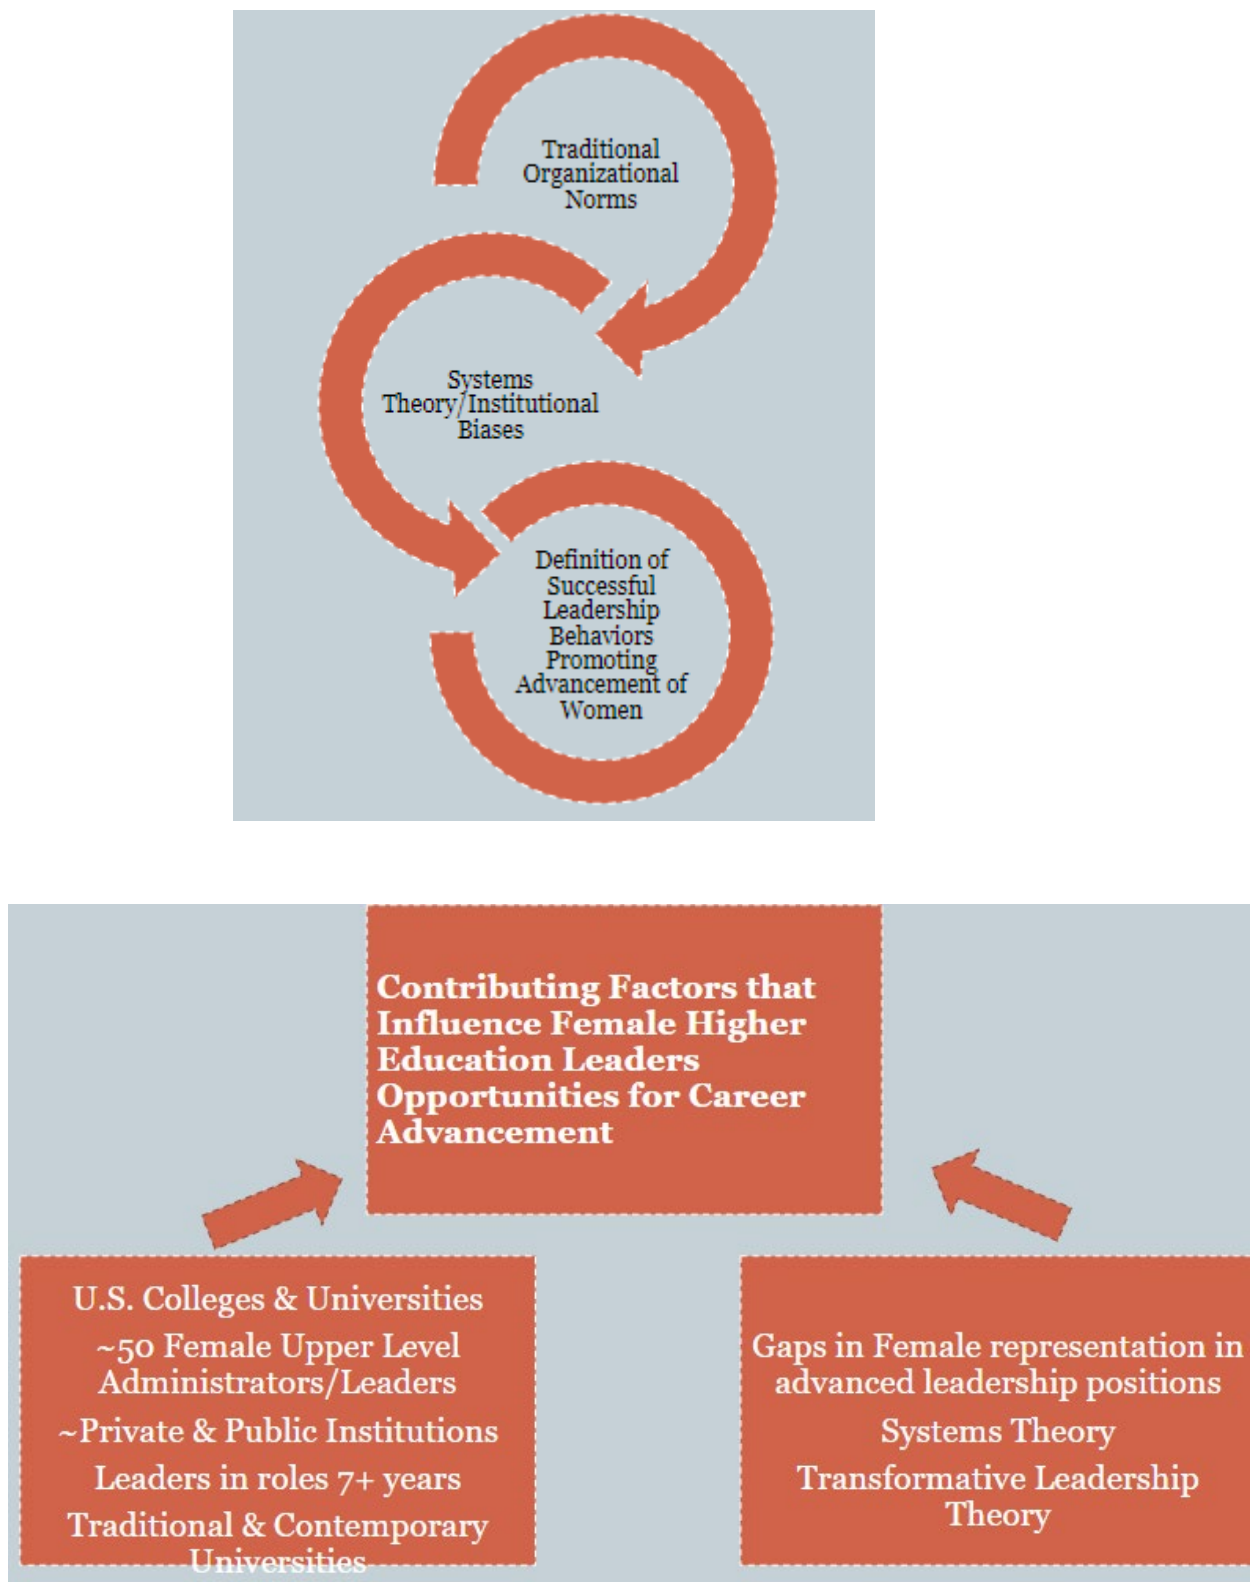 Traditional
Organizational
Norms
Systems
Theory/Institutional
Biases
Definition of
Successful
Leadership
Behaviors
Promoting
Advancement of
Women
Contributing Factors that
Influence Female Higher
Education Leaders
Opportunities for Career
Advancement
U.S. Colleges & Universities
~50 Female Upper Level
Administrators/Leaders
~Private & Public Institutions
Leaders in roles 7+ years
Traditional & Contemporary
Universities
Gaps in Female representation in
advanced leadership positions
Systems Theory
Transformative Leadership
Theory